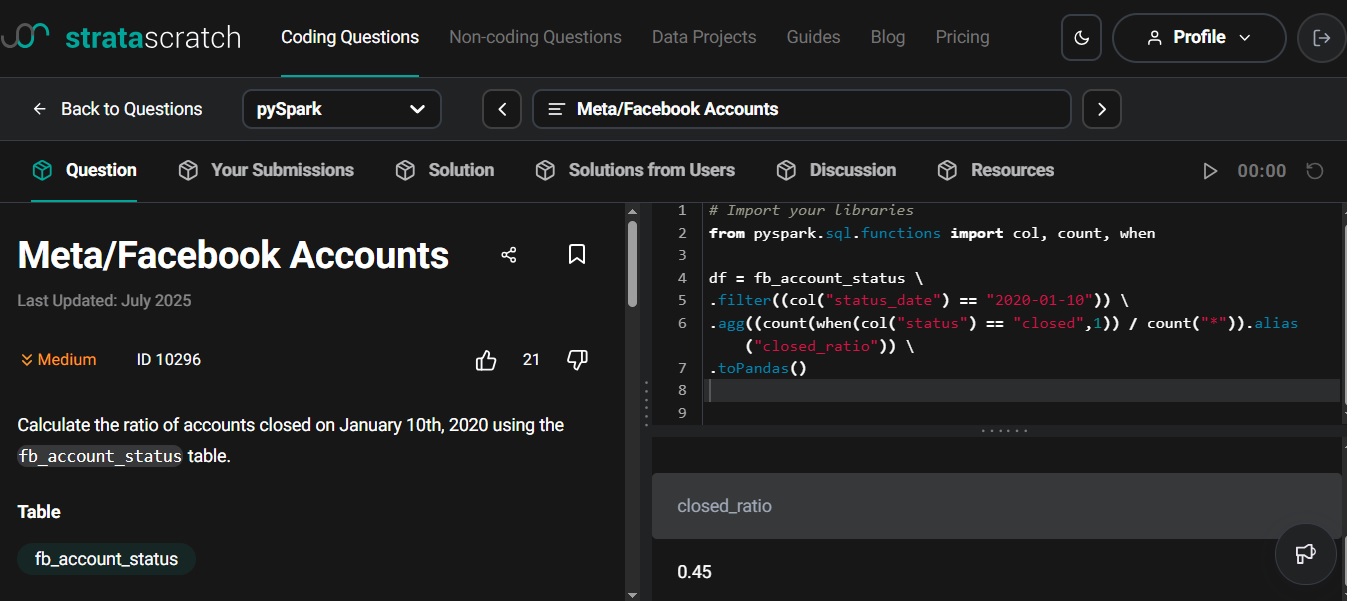 stratascratch Coding Questions Non-coding Questions Data Projects Guides Blog Pricing Profile
Back to Questions pySpark Meta/Facebook Accounts
Question Your Submissions Solution Solutions from Users Discussion Resources 00:00
Meta/Facebook Accounts
Last Updated: July 2025
Medium ID 10296 21
Calculate the ratio of accounts closed on January 10th, 2020 using the
fb_account_status table.
Table
fb_account_status
1 # Import your libraries
2 from pyspark.sql.functions import col, count, when
3
4 df = fb_account_status \
5 .filter((col("status_date") == "2020-01-10")) \
6 .agg((count(when(col("status") == "closed",1)) / count("*")).alias
("closed_ratio")) \
7 .toPandas()
8
9
closed_ratio
0.45